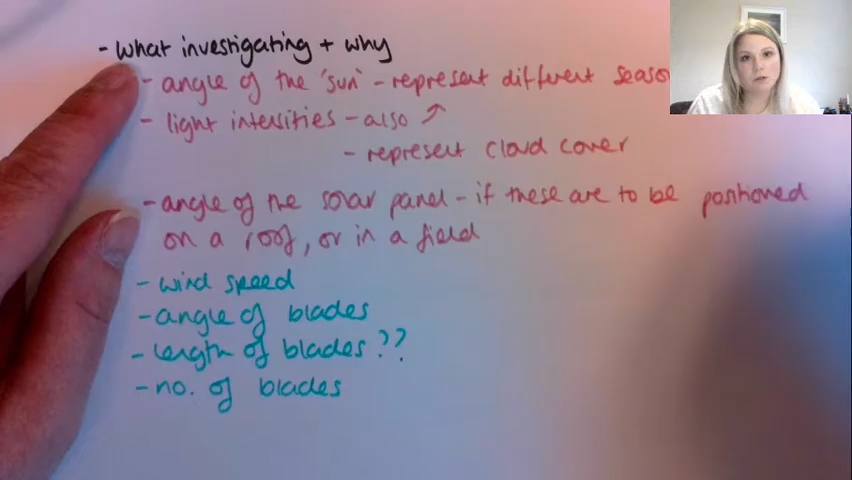 - what investigating + why
- angle of the 'sun' - represent different seaso
- light intensities - also ↗
- represent cloud cover
- angle of the solar panel - if these are to be positioned
on a roof, or in a field
- wind speed
- angle of blades
- length of blades ??
- no. of blades